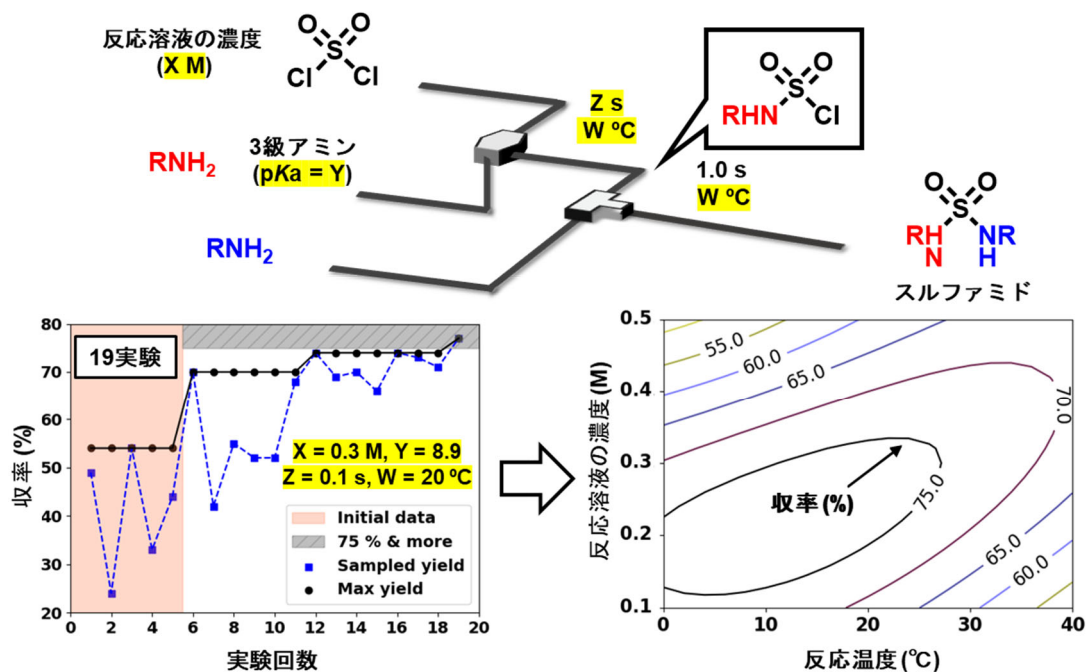 反応溶液の濃度
(X M)
O O
S
Cl Cl
RNH2
3級アミン
(pKa = Y)
RNH2
Z s
W ºC
O O
S
RHN Cl
1.0 s
W ºC
O O
S
RH NR
N H
スルファミド
収率 (%)
80
70
60
50
40
30
20
19実験
X = 0.3 M, Y = 8.9
Z = 0.1 s, W = 20 ºC
Initial data
75 % & more
Sampled yield
Max yield
0 2 4 6 8 10 12 14 16 18 20
実験回数
反応溶液の濃度 (M)
0.5
0.4
0.3
0.2
0.1
55.0
60.0
65.0
70.0
75.0
収率 (%)
65.0
60.0
0 10 20 30 40
反応温度(℃)